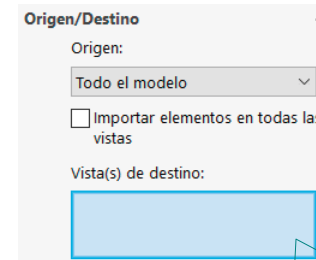 Origen/Destino
Origen:
Todo el modelo
Importar elementos en todas las
vistas
Vista(s) de destino: